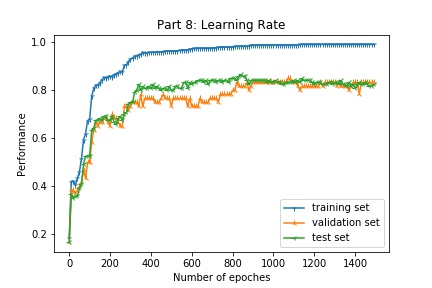 Part 8: Learning Rate
1.0
0.8
0.6
0.4
0.2
Performance
0 200 400 600 800 1000 1200 1400
Number of epoches
training set
validation set
test set